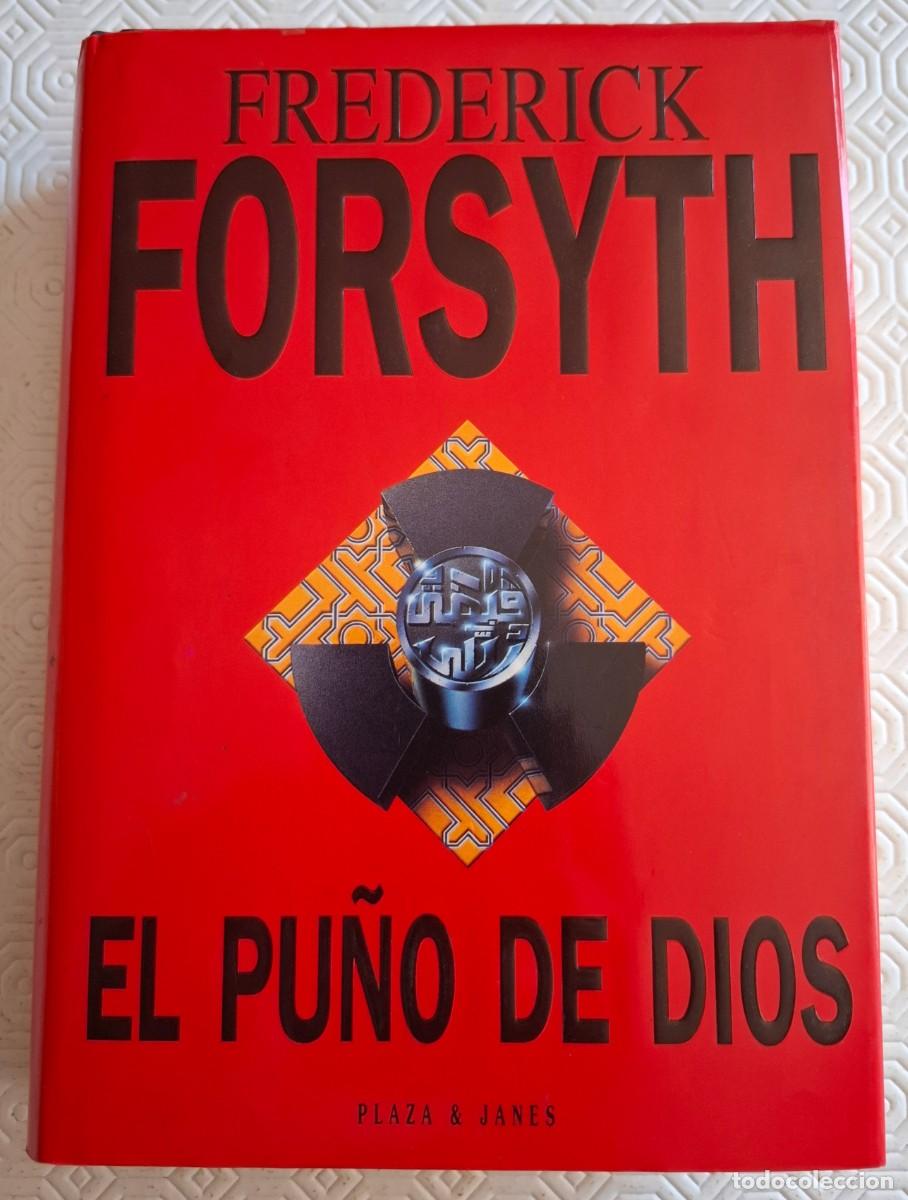 FREDERICK
FORSYTH
EL PUÑO DE DIOS
PLAZA & JANES
todocoleccion